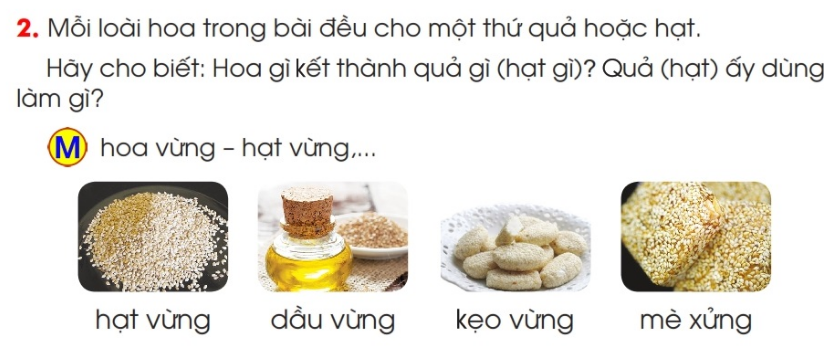 2. Mỗi loài hoa trong bài đều cho một thứ quả hoặc hạt.
Hãy cho biết: Hoa gì kết thành quả gì (hạt gì)? Quả (hạt) ấy dùng
làm gì?
M hoa vừng – hạt vừng,...
hạt vừng dầu vừng kẹo vừng mè xửng